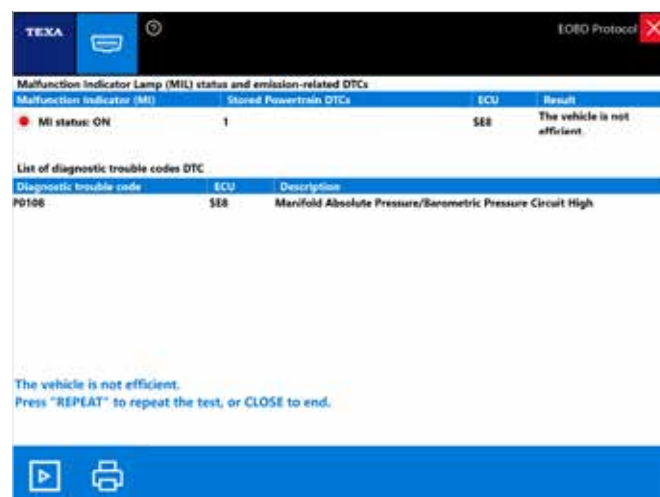 TEXA
EOBD Protocol
Malfunction Indicator Lamp (MIL) status and emission-related DTCs
Malfunction Indicator (MI) Stored Powertrain DTCs ECU Result
MI status: ON 1 $E8 The vehicle is not
efficient.
List of diagnostic trouble codes DTC
Diagnostic trouble code ECU Description
P0108 $E8 Manifold Absolute Pressure/Barometric Pressure Circuit High
The vehicle is not efficient.
Press "REPEAT" to repeat the test, or CLOSE to end.